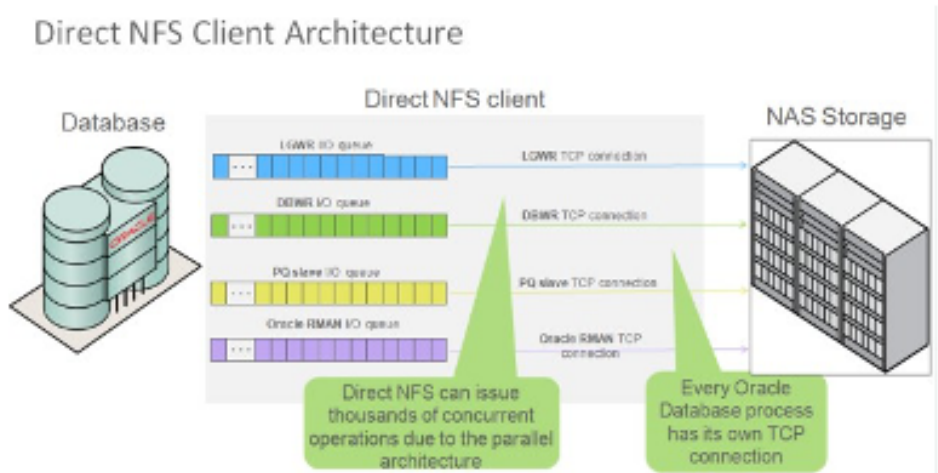 Direct NFS Client Architecture
Direct NFS client
Database
NAS Storage
LGWR I/O queue
LGWR TCP connection
DBWR I/O queue
DBWR TCP connection
ORACLE
PQ slave I/O queue
PQ slave TCP connection
Oracle RMAN I/O queue
Oracle RMAN TCP
connection
Direct NFS can issue
thousands of concurrent
operations due to the parallel
architecture
Every Oracle
Database process
has its own TCP
connection